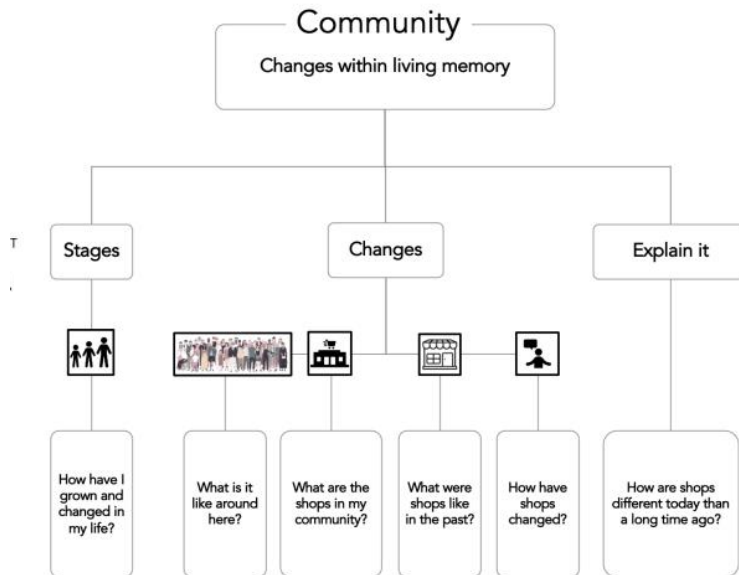 Community
Changes within living memory
T
Stages
Changes
Explain it
How have I
grown and
changed in
my life?
What is it
like around
here?
What are the
shops in my
community?
What were
shops like
in the past?
How have
shops
changed?
How are shops
different today than
a long time ago?